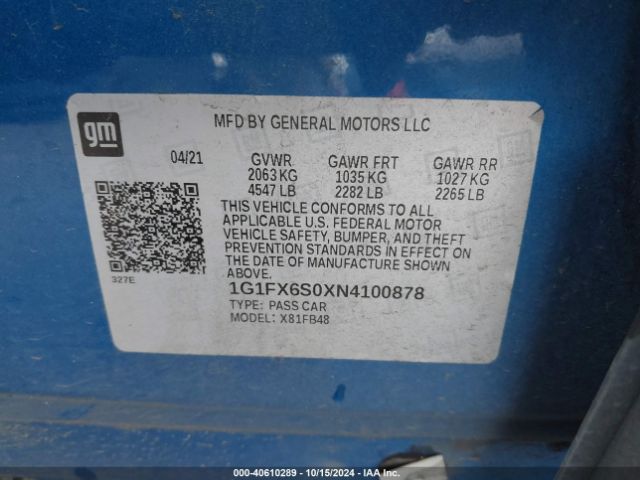 gm
MFD BY GENERAL MOTORS LLC
04/21 GVWR GAWR FRT GAWR RR
2063 KG 1035 KG 1027 KG
4547 LB 2282 LB 2265 LB
THIS VEHICLE CONFORMS TO ALL
APPLICABLE U.S. FEDERAL MOTOR
VEHICLE SAFETY, BUMPER, AND THEFT
PREVENTION STANDARDS IN EFFECT ON
THE DATE OF MANUFACTURE SHOWN
ABOVE.
327E
1G1FX6S0XN4100878
TYPE: PASS CAR
MODEL: X81FB48
000-40610289 - 10/15/2024 - IAA Inc.